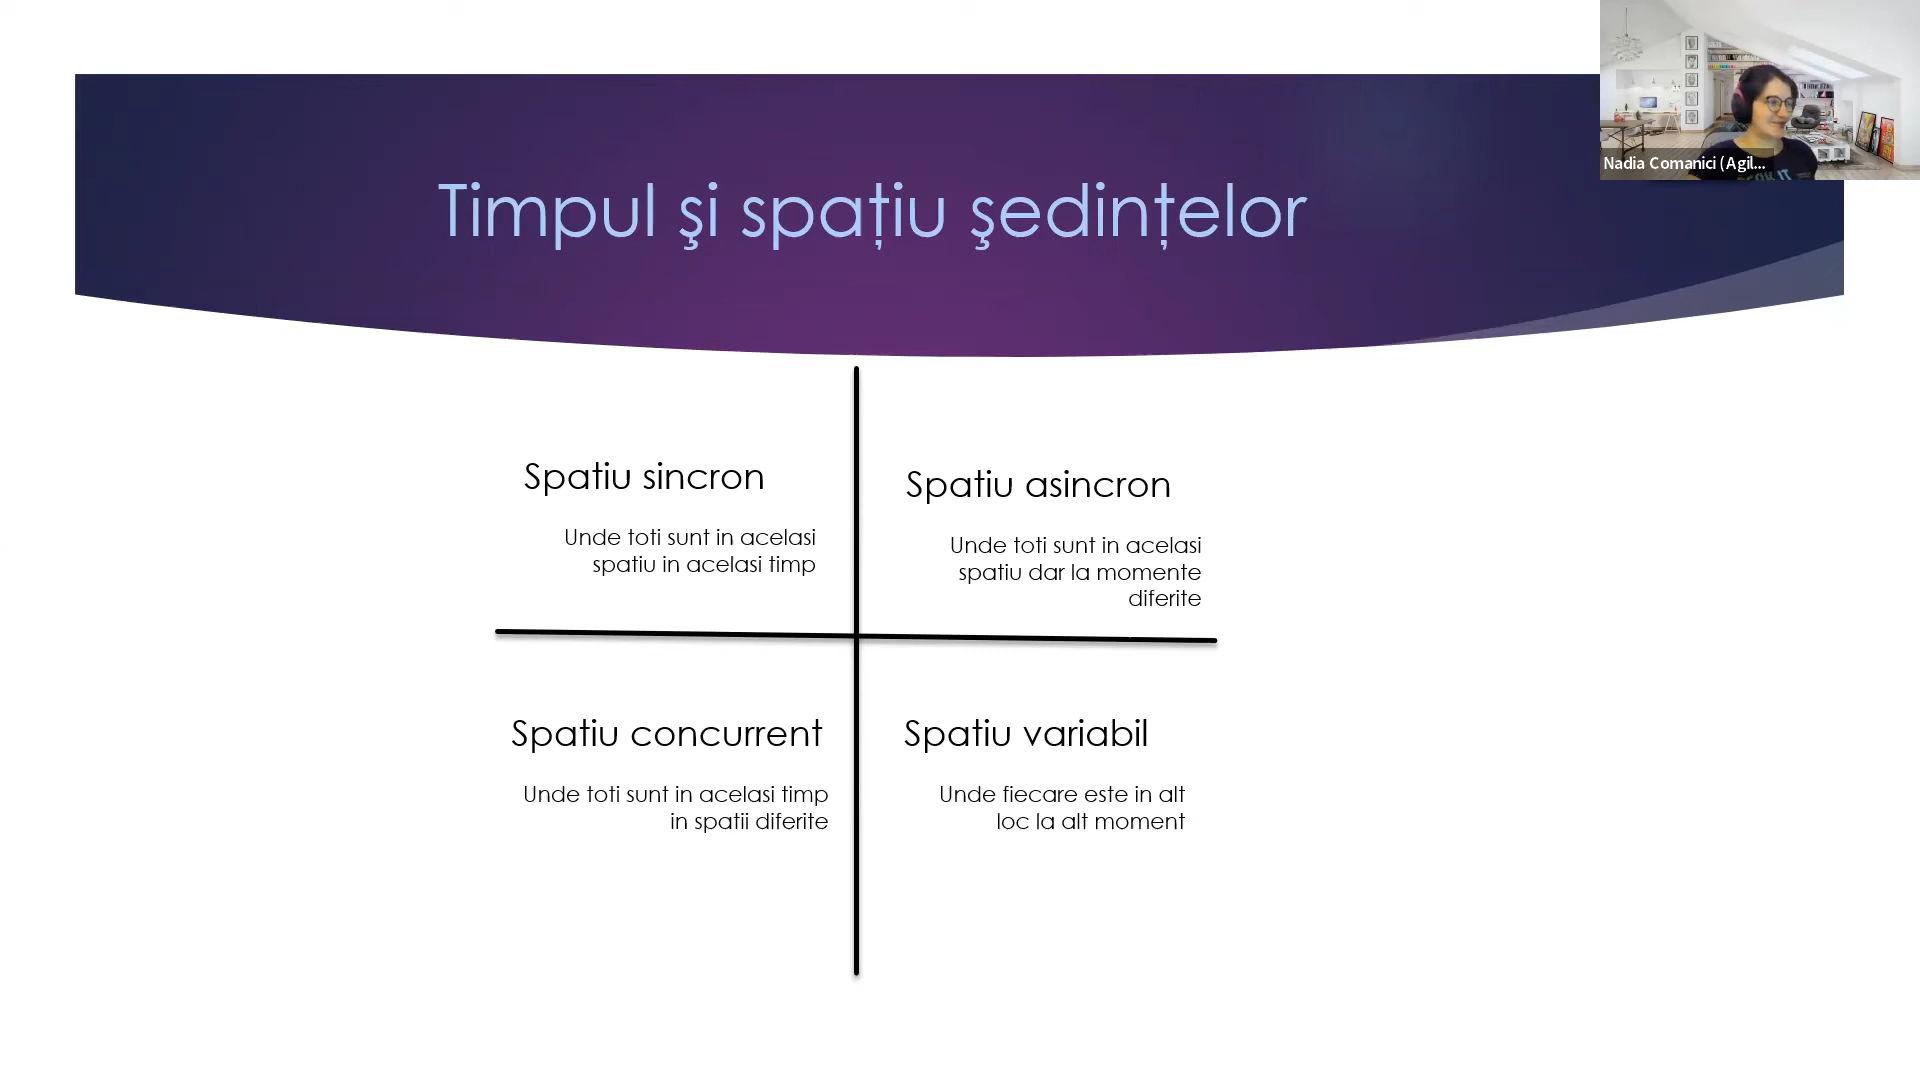 Timpul şi spațiu şedințelor
Nadia Comanici (Agil...
Spatiu sincron
Unde toti sunt in acelasi
spatiu in acelasi timp
Spatiu asincron
Unde toti sunt in acelasi
spatiu dar la momente
diferite
Spatiu concurrent
Unde toti sunt in acelasi timp
in spatii diferite
Spatiu variabil
Unde fiecare este in alt
loc la alt moment